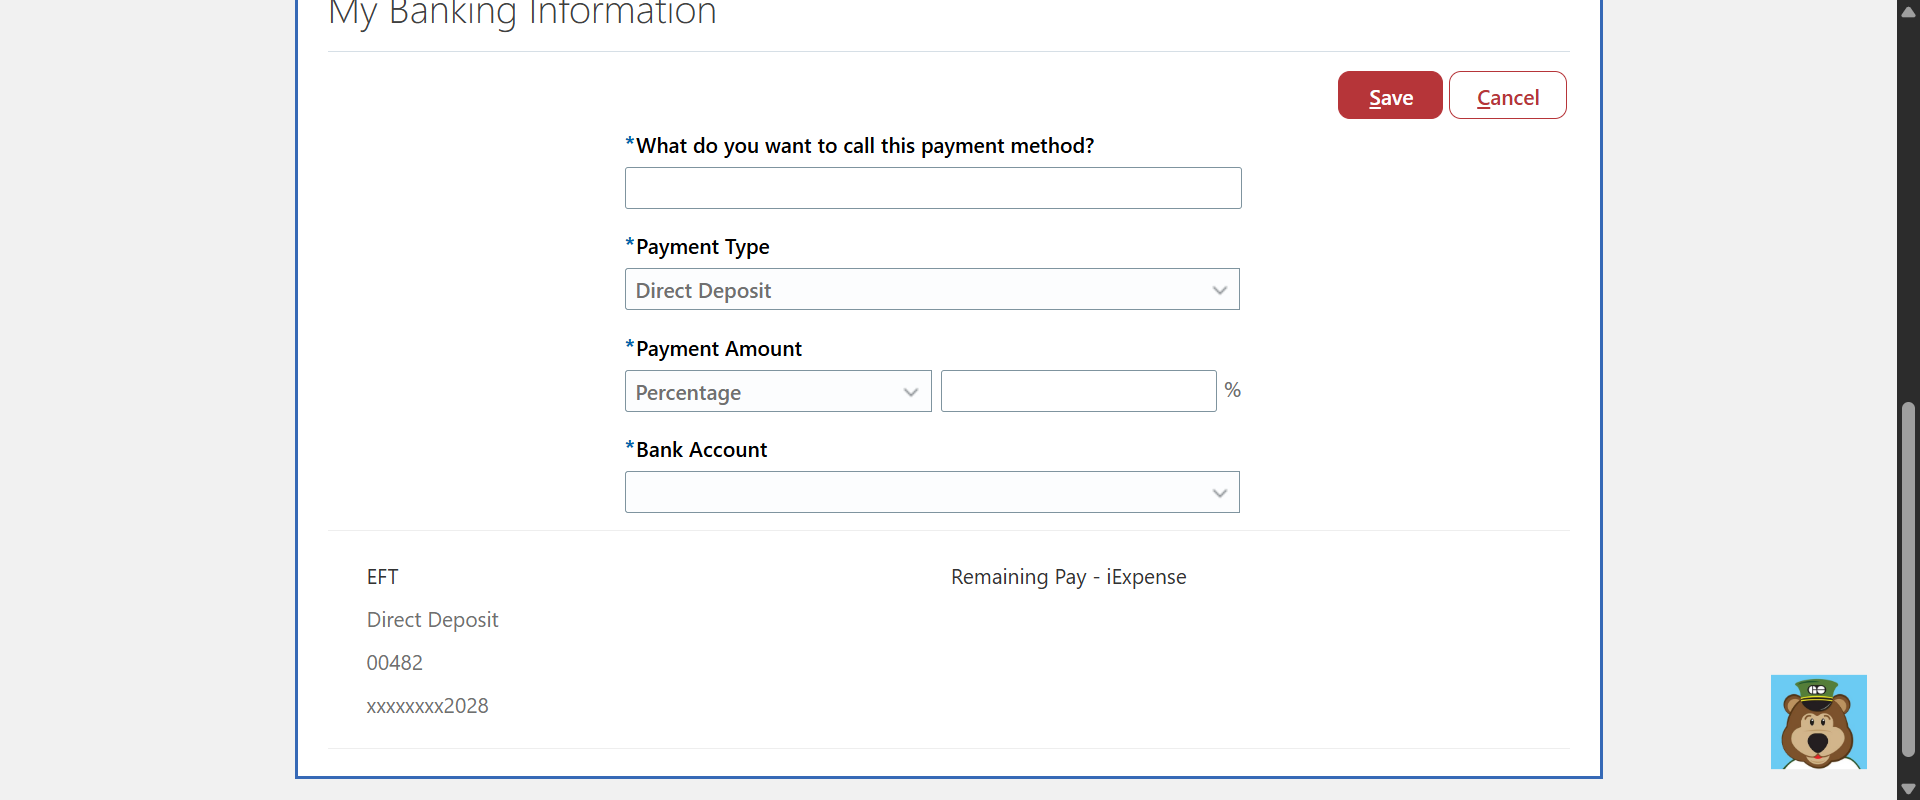 My Banking Information
Save Cancel
*What do you want to call this payment method?
*Payment Type
Direct Deposit
*Payment Amount
Percentage %
*Bank Account
EFT Remaining Pay - iExpense
Direct Deposit
00482
xxxxxxxx2028
GO